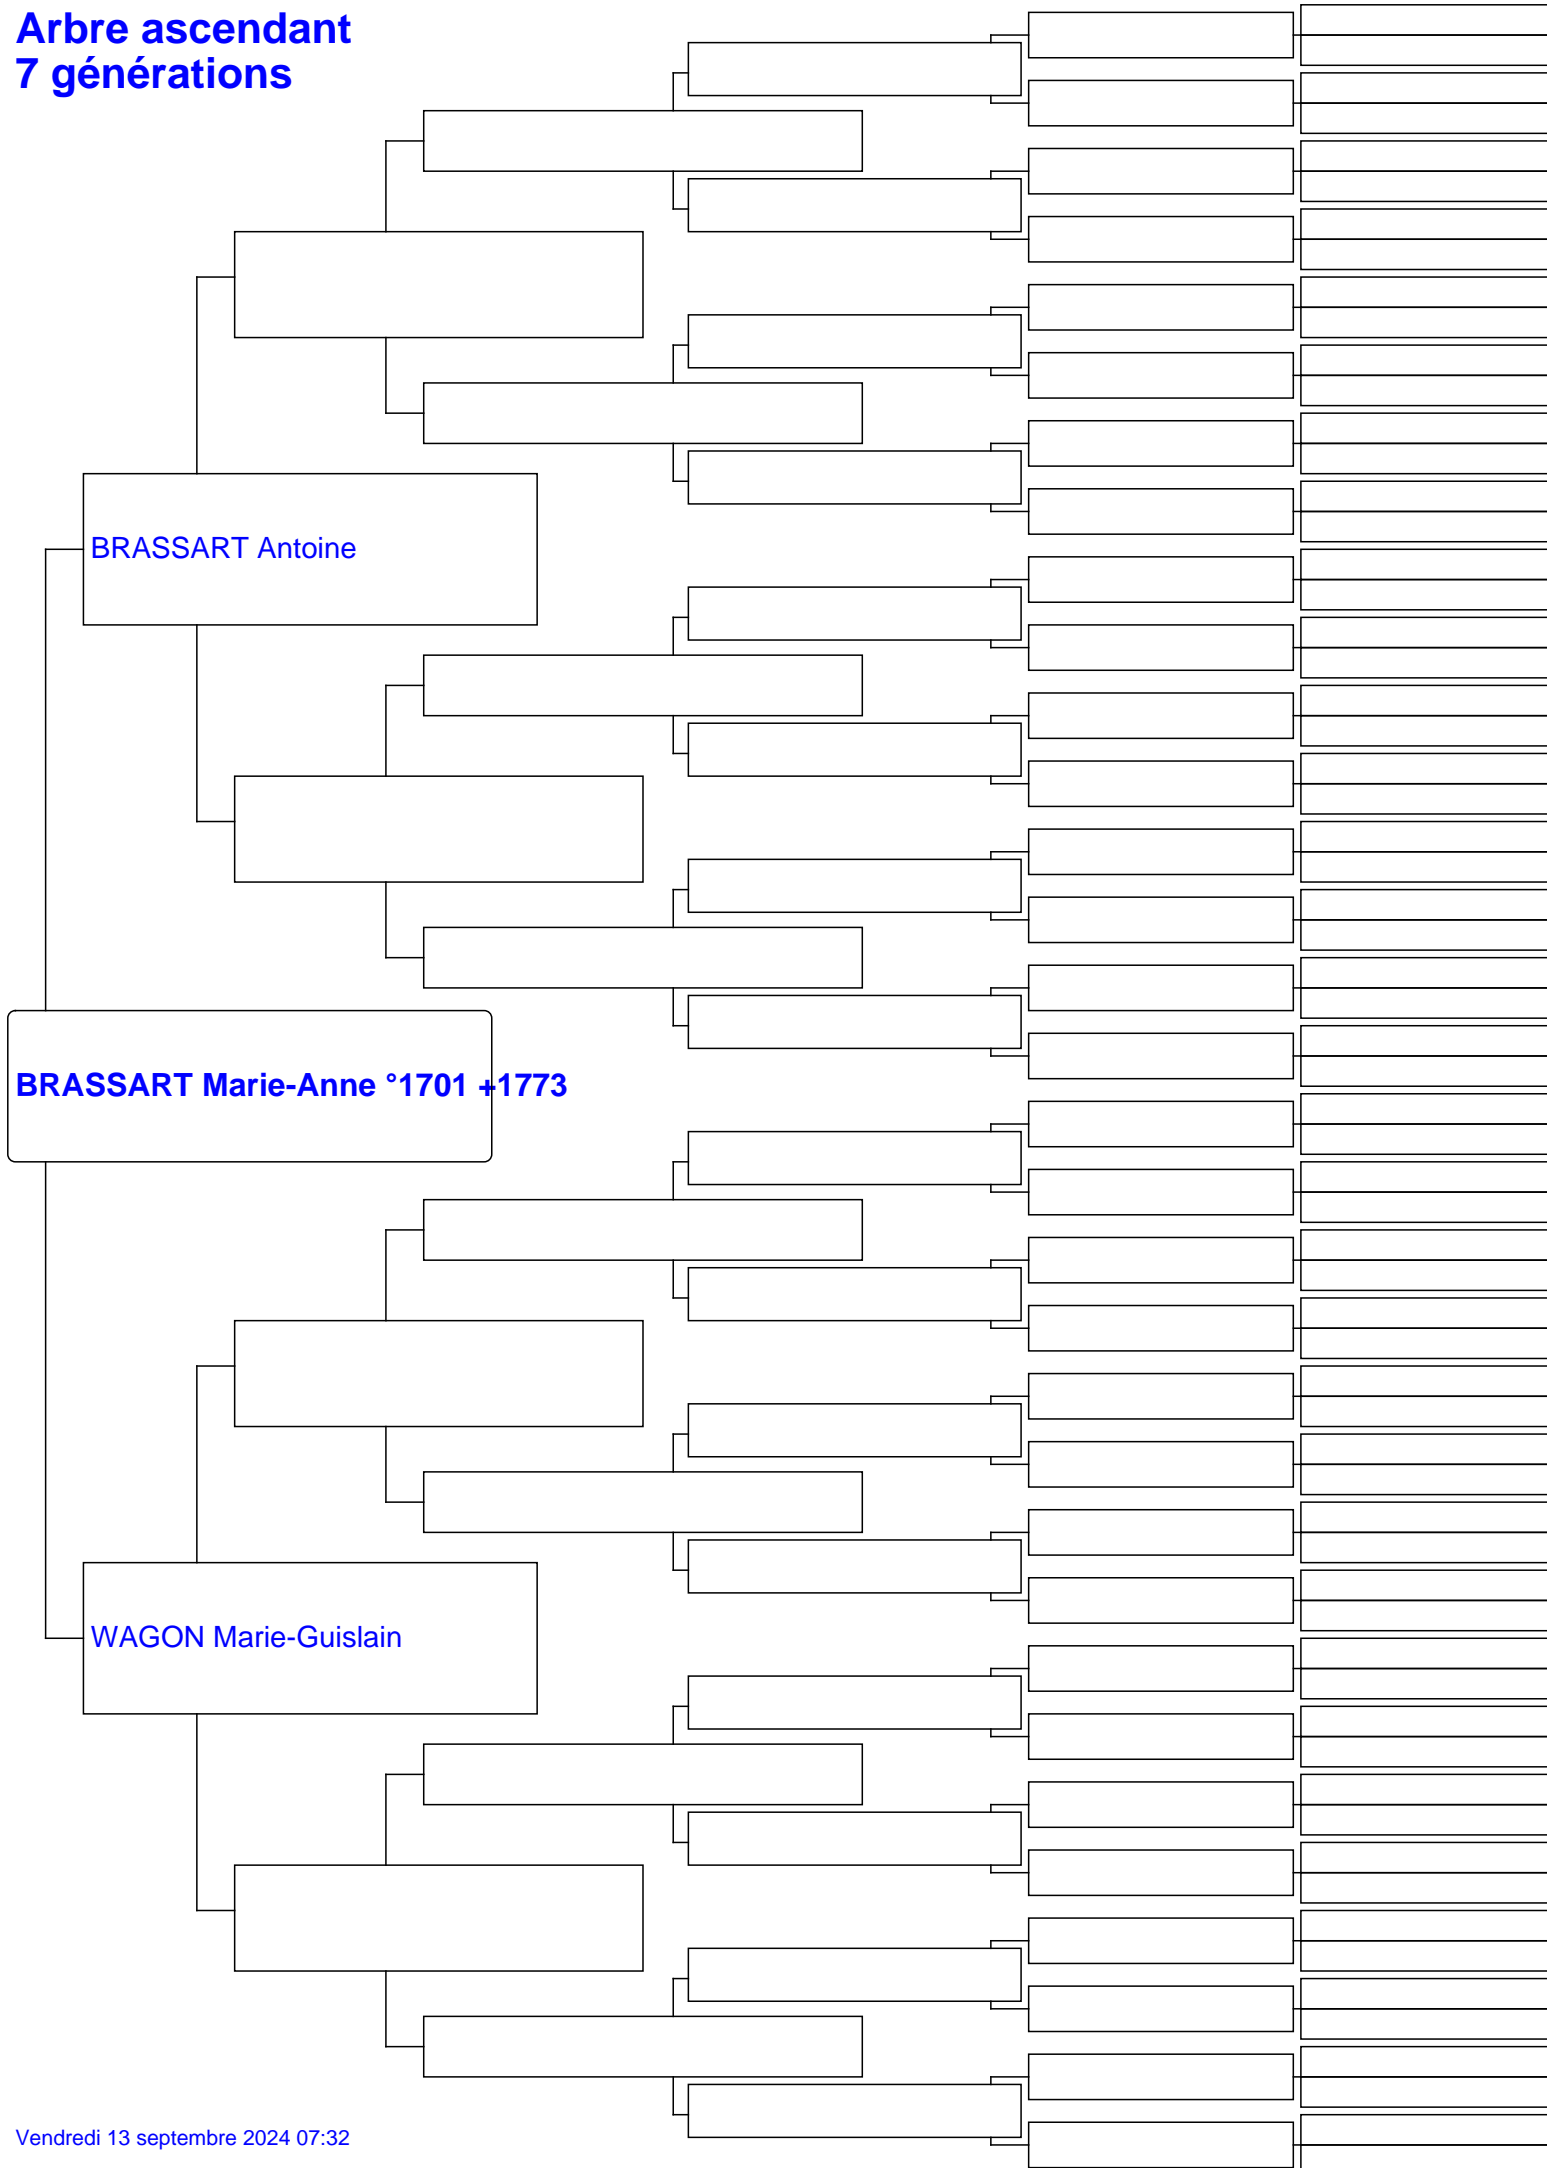 Arbre ascendant
7 générations
BRASSART Antoine
BRASSART Marie-Anne °1701 +1773
WAGON Marie-Guislain
Vendredi 13 septembre 2024 07:32